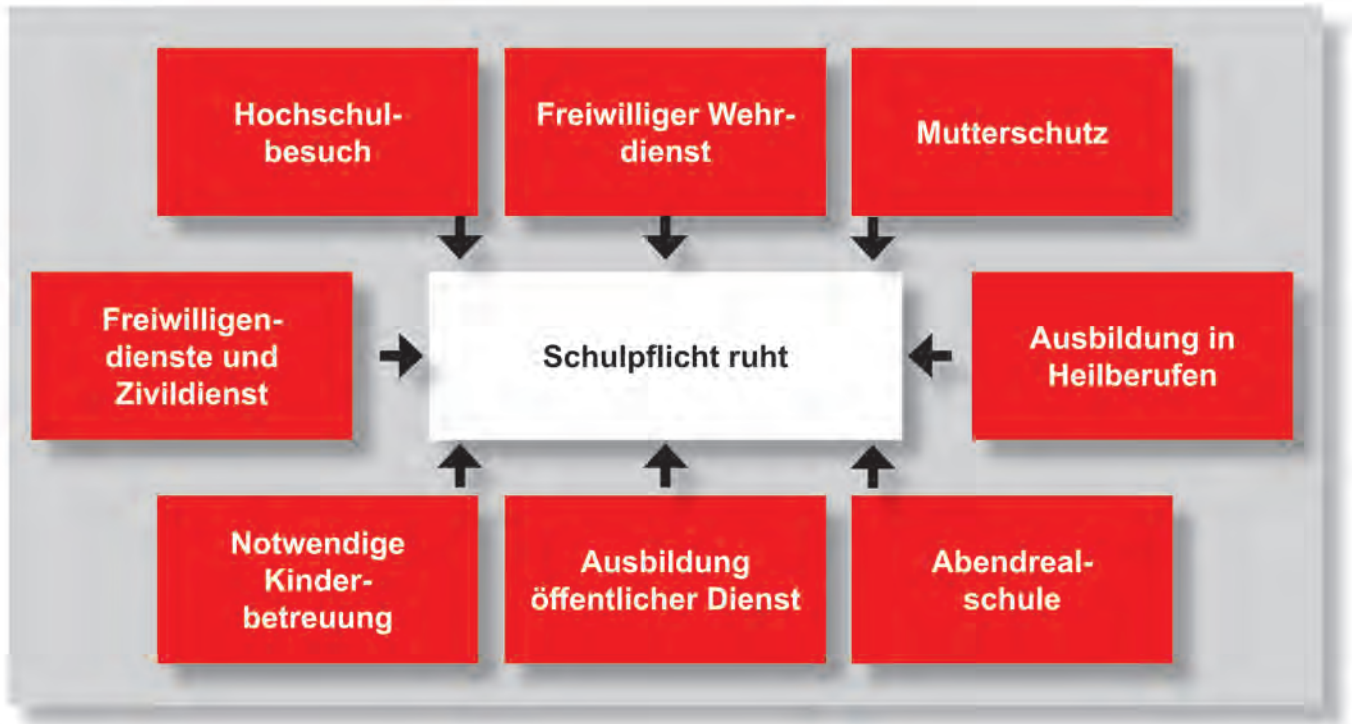 Hochschul-
besuch
Freiwilliger Wehr-
dienst
Mutterschutz
Freiwilligen-
dienste und
Zivildienst
Schulpflicht ruht
Ausbildung in
Heilberufen
Notwendige
Kinder-
betreuung
Ausbildung
öffentlicher Dienst
Abendreal-
schule